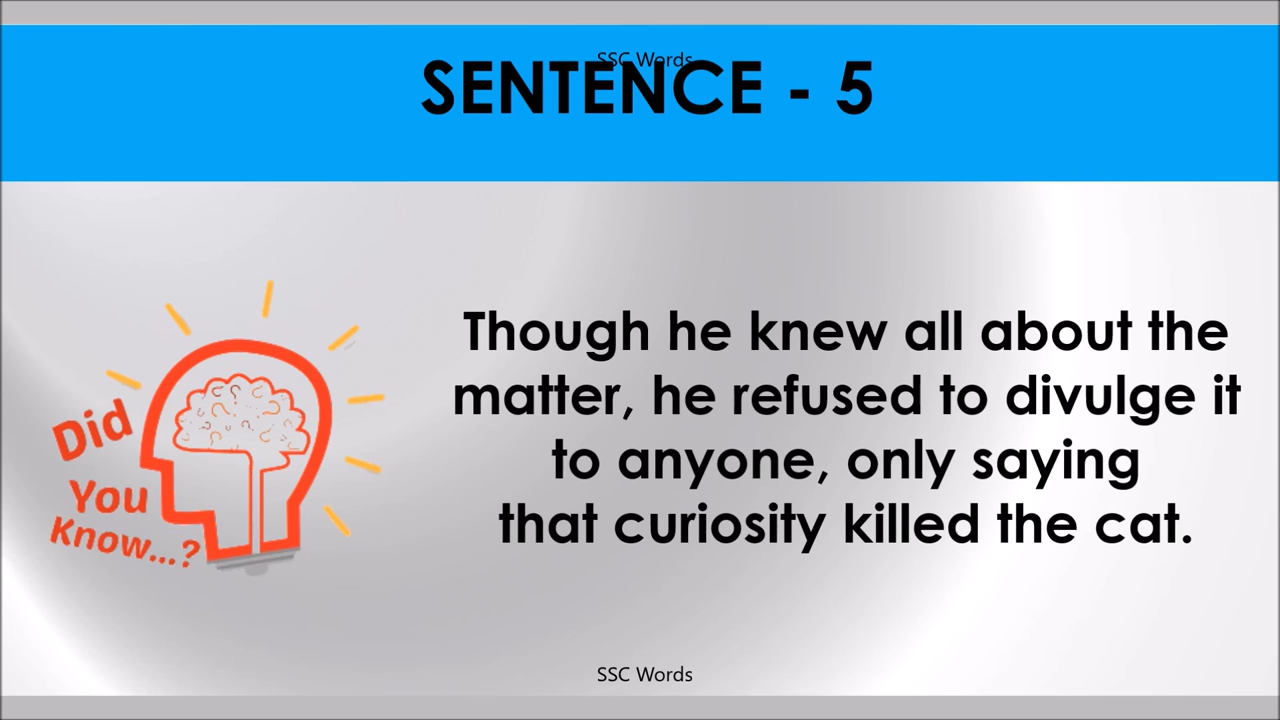 SSC Words
SENTENCE - 5
Though he knew all about the
matter, he refused to divulge it
to anyone, only saying
that curiosity killed the cat.
Did
You
Know...?
SSC Words